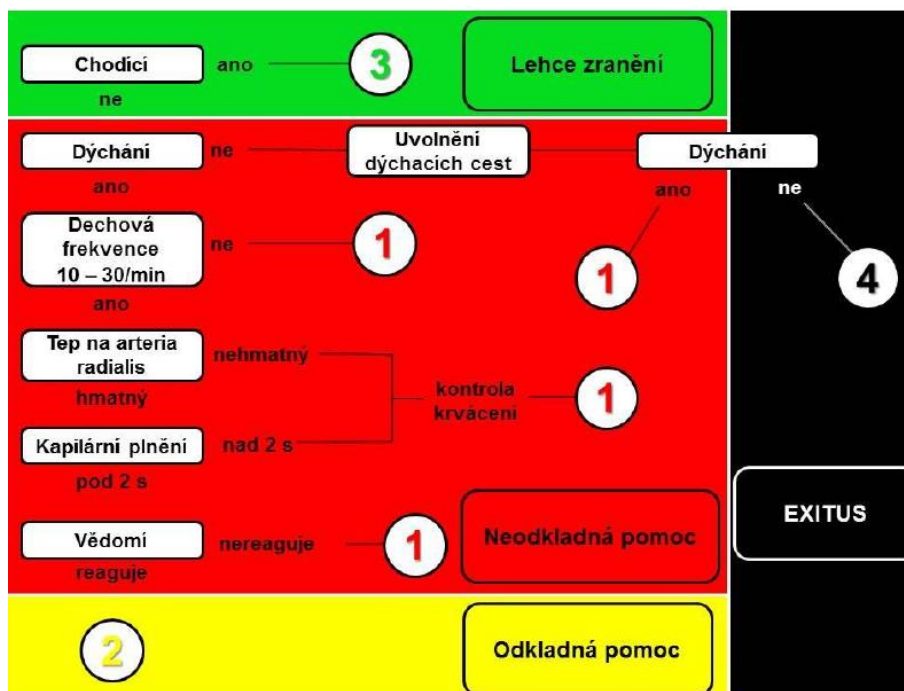 Chodící
ano
3
Lehce zranění
ne
Dýchání
ne
Uvolnění
dýchacích cest
Dýchání
ano
ano
ne
Dechová
frekvence
10 – 30/min
ne
1
1
4
ano
Tep na arteria
radialis
nehmatný
hmatný
kontrola
krvácení
1
Kapilární plnění
nad 2 s
pod 2 s
EXITUS
Vědomí
nereaguje
1
Neodkladná pomoc
reaguje
2
Odkladná pomoc